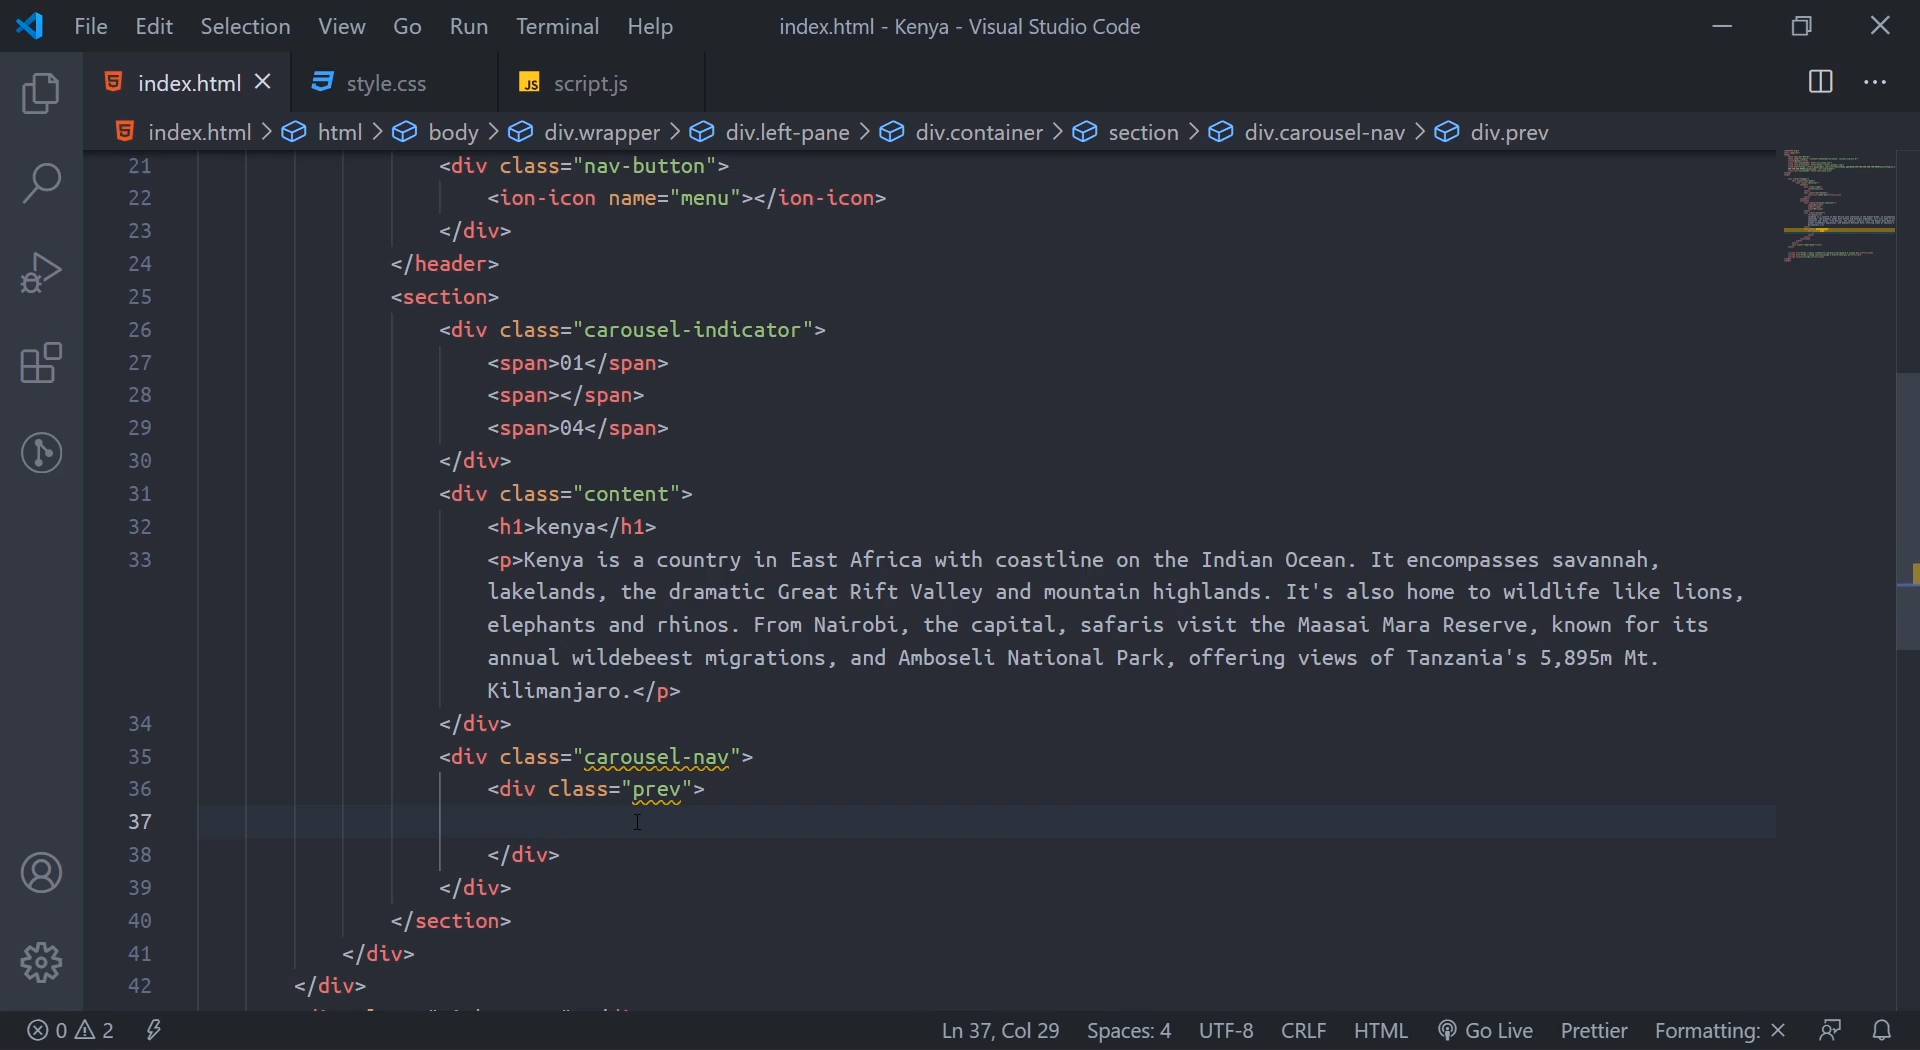 File Edit Selection View Go Run Terminal Help index.html - Kenya - Visual Studio Code
index.html style.css JS script.js
index.html > html > body > div.wrapper > div.left-pane > div.container > section > div.carousel-nav > div.prev
21 <div class="nav-button">
22 <ion-icon name="menu"></ion-icon>
23 </div>
24 </header>
25 <section>
26 <div class="carousel-indicator">
27 <span>01</span>
28 <span></span>
29 <span>04</span>
30 </div>
31 <div class="content">
32 <h1>kenya</h1>
33 <p>Kenya is a country in East Africa with coastline on the Indian Ocean. It encompasses savannah,
lakelands, the dramatic Great Rift Valley and mountain highlands. It's also home to wildlife like lions,
elephants and rhinos. From Nairobi, the capital, safaris visit the Maasai Mara Reserve, known for its
annual wildebeest migrations, and Amboseli National Park, offering views of Tanzania's 5,895m Mt.
Kilimanjaro.</p>
34 </div>
35 <div class="carousel-nav">
36 <div class="prev">
37
38 </div>
39 </div>
40 </section>
41 </div>
42 </div>
0 2 Ln 37, Col 29 Spaces: 4 UTF-8 CRLF HTML Go Live Prettier Formatting: ×